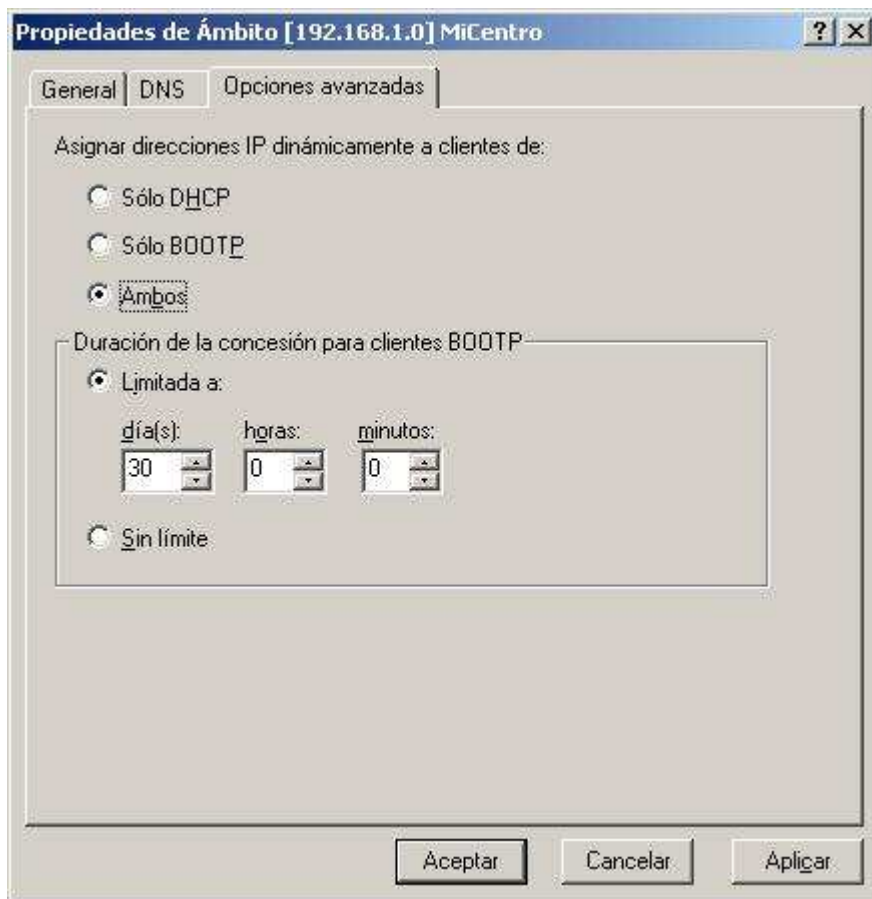 Propiedades de Ámbito [192.168.1.0] MiCentro
General DNS Opciones avanzadas
Asignar direcciones IP dinámicamente a clientes de:
Sólo DHCP
Sólo BOOTP
Ambos
Duración de la concesión para clientes BOOTP
Limitada a:
día(s): horas: minutos:
30 0 0
Sin límite
Aceptar Cancelar Aplicar